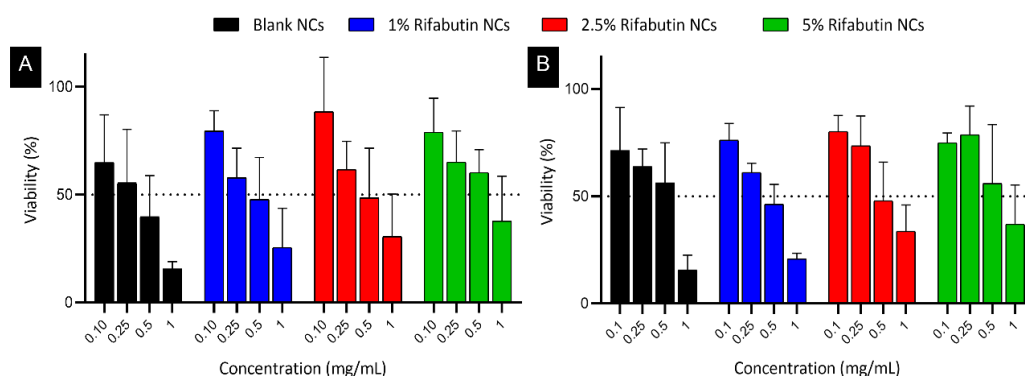 Blank NCs 1% Rifabutin NCs 2.5% Rifabutin NCs 5% Rifabutin NCs
A
Viability (%)
100
50
0
0.10 0.25 0.5 1 0.10 0.25 0.5 1 0.10 0.25 0.5 1 0.10 0.25 0.5 1
Concentration (mg/mL)
B
Viability (%)
100
50
0
0.1 0.25 0.5 1 0.1 0.25 0.5 1 0.1 0.25 0.5 1 0.1 0.25 0.5 1
Concentration (mg/mL)